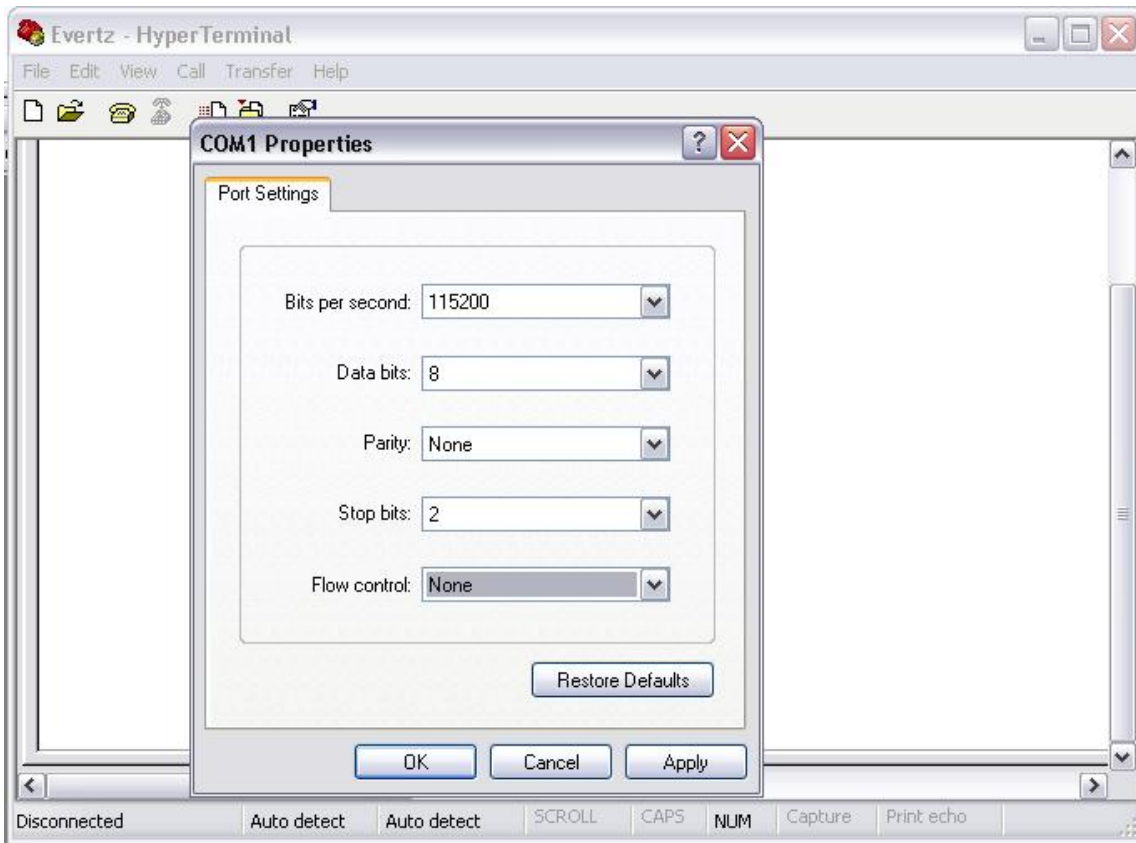 Evertz - HyperTerminal
File Edit View Call Transfer Help
COM1 Properties
Port Settings
Bits per second: 115200
Data bits: 8
Parity: None
Stop bits: 2
Flow control: None
Restore Defaults
OK Cancel Apply
Disconnected Auto detect Auto detect SCROLL CAPS NUM Capture Print echo